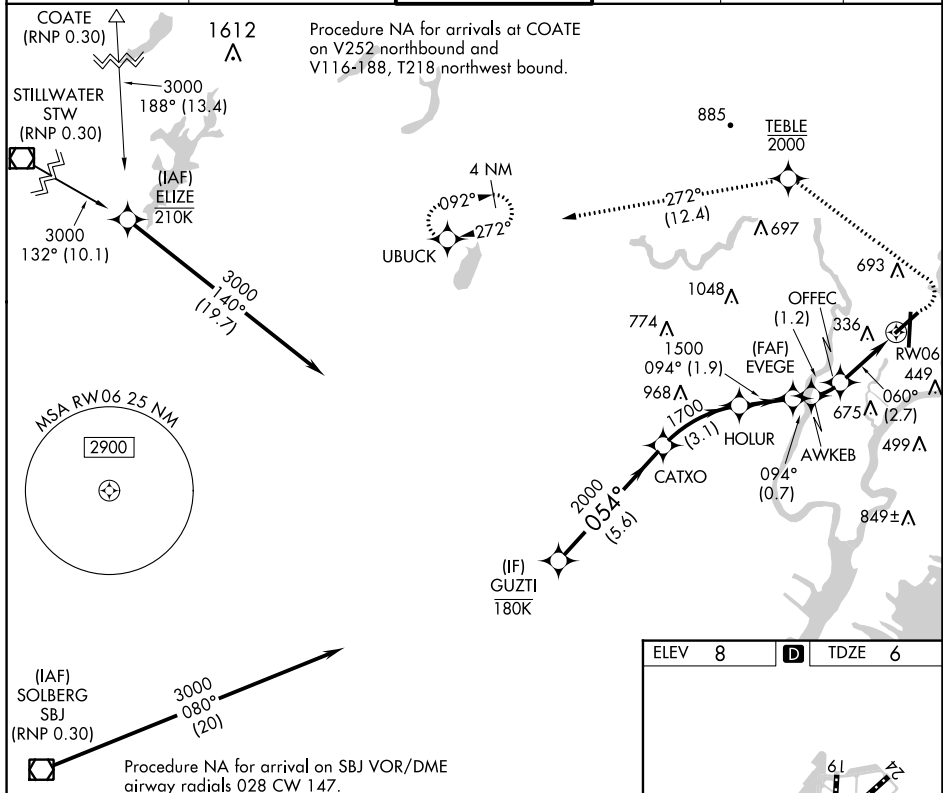 COATE
(RNP 0.30)
1612
Procedure NA for arrivals at COATE
on V252 northbound and
V116-188, T218 northwest bound.
3000
188° (13.4)
STILLWATER
STW
(RNP 0.30)
(IAF)
ELIZE
210K
3000
132° (10.1)
3000
140°
(19.7)
4 NM
092°
272°
UBUCK
885
TEBLE
2000
272°
(12.4)
697
693
1048
OFFEC
(1.2)
336
774
1500
094° (1.9)
(FAF)
EVEGE
RW06
449
968
1700
(3.1)
HOLUR
675
060°
(2.7)
499
AWKEB
CATXO
094°
(0.7)
849±
2000
054°
(5.6)
(IF)
GUZTI
180K
MSA RW06 25 NM
2900
(IAF)
SOLBERG
SBJ
(RNP 0.30)
3000
080°
(20)
Procedure NA for arrival on SBJ VOR/DME
airway radials 028 CW 147.
ELEV 8
D
TDZE 6
19
24